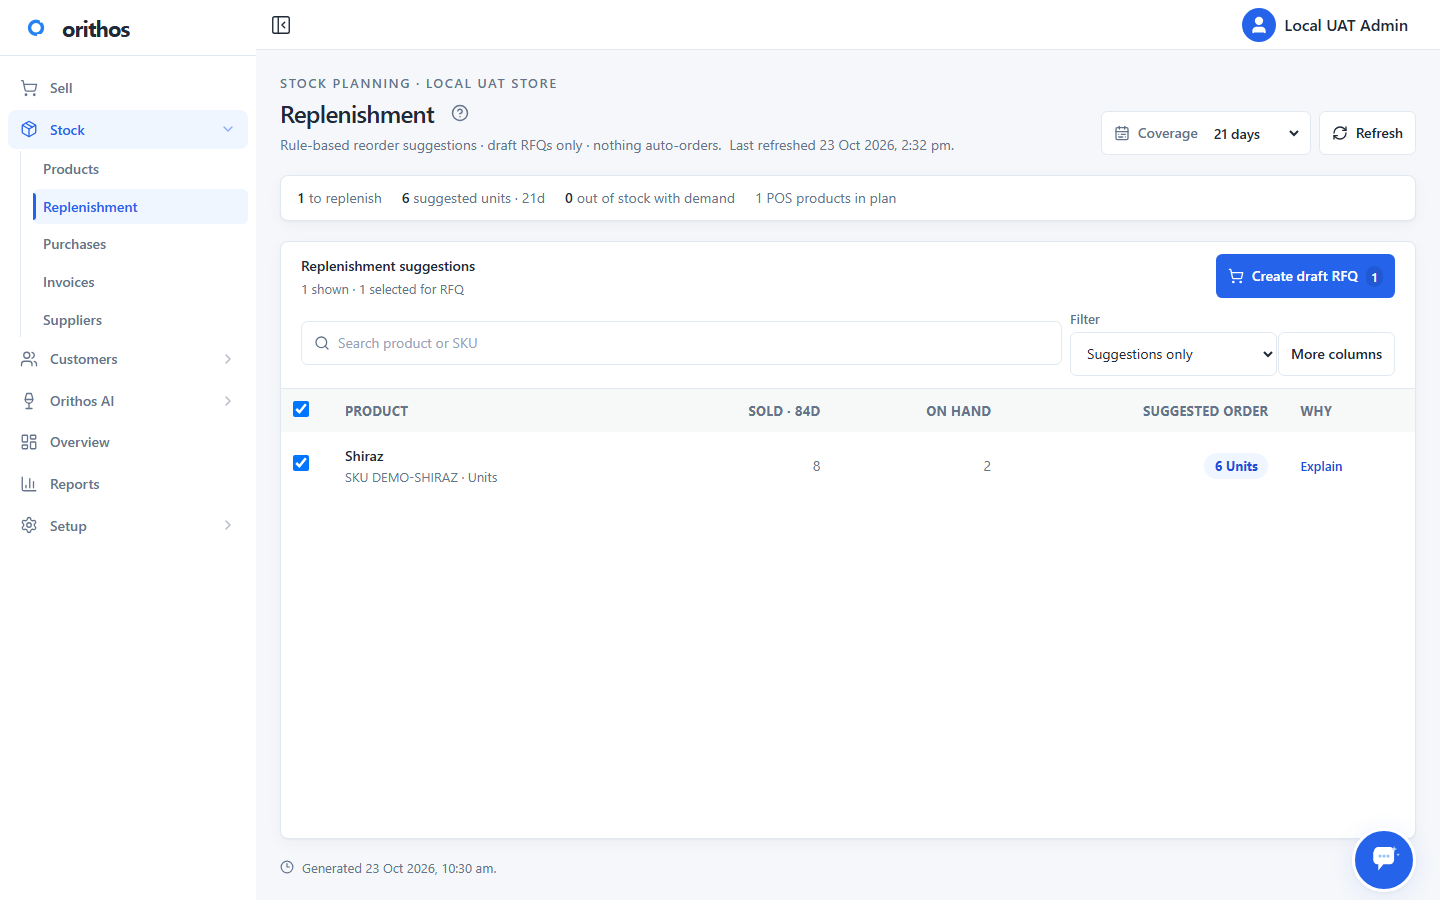 orithos
Local UAT Admin
Sell
Stock
Products
Replenishment
Purchases
Invoices
Suppliers
Customers
Orithos AI
Overview
Reports
Setup
STOCK PLANNING · LOCAL UAT STORE
Replenishment
Rule-based reorder suggestions · draft RFQs only · nothing auto-orders. Last refreshed 23 Oct 2026, 2:32 pm.
Coverage 21 days
Refresh
1 to replenish 6 suggested units · 21d 0 out of stock with demand 1 POS products in plan
Replenishment suggestions
1 shown · 1 selected for RFQ
Create draft RFQ 1
Search product or SKU
Filter
Suggestions only
More columns
PRODUCT SOLD · 84D ON HAND SUGGESTED ORDER WHY
Shiraz
SKU DEMO-SHIRAZ · Units
8 2 6 Units Explain
Generated 23 Oct 2026, 10:30 am.